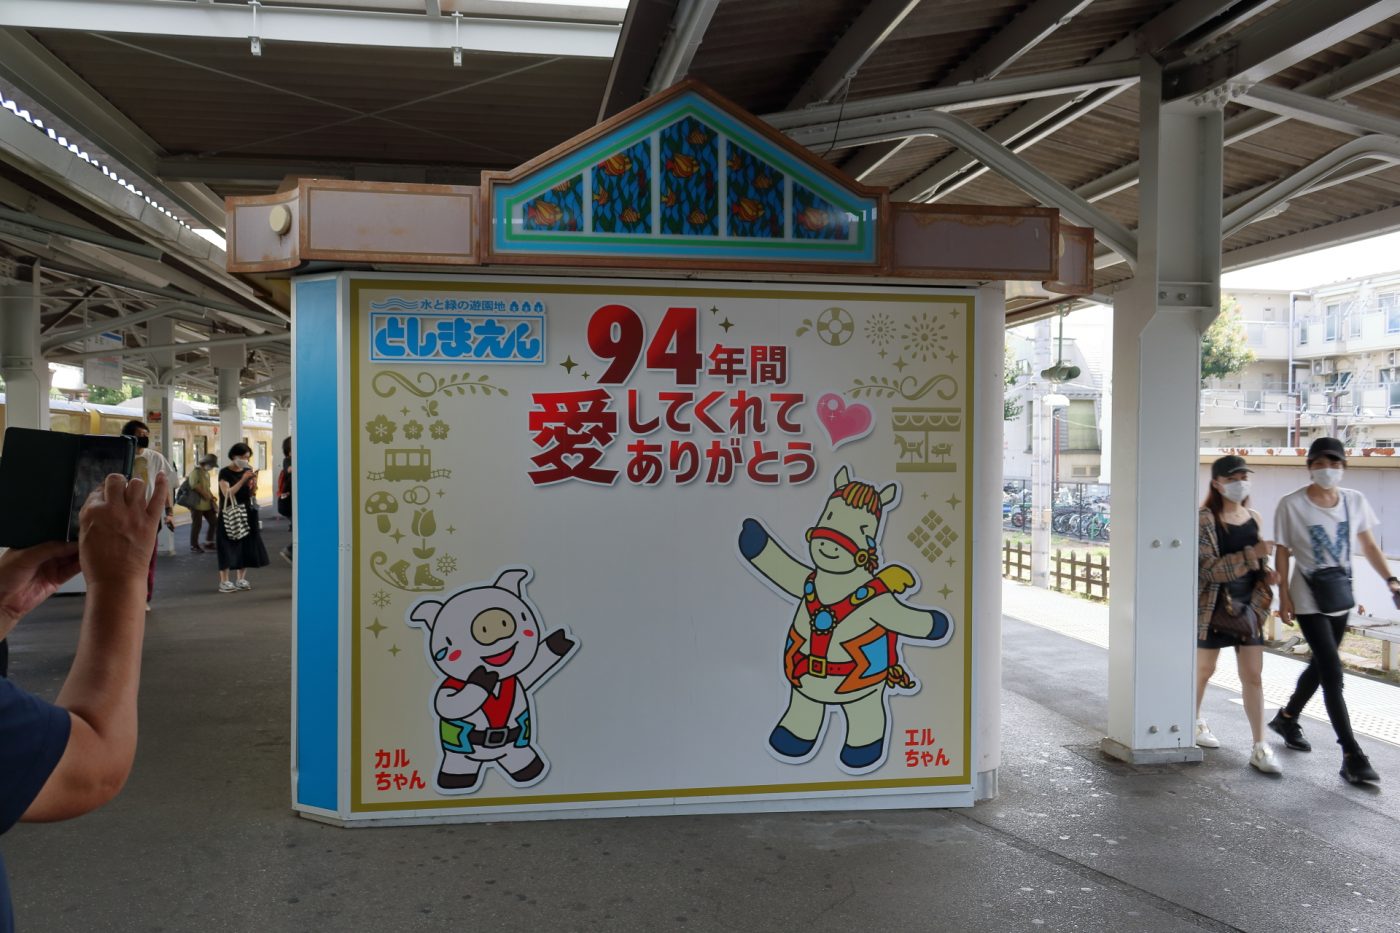 水と緑の遊園地
としまえん
94年間
愛してくれて
ありがとう
カル
ちゃん
エル
ちゃん
N